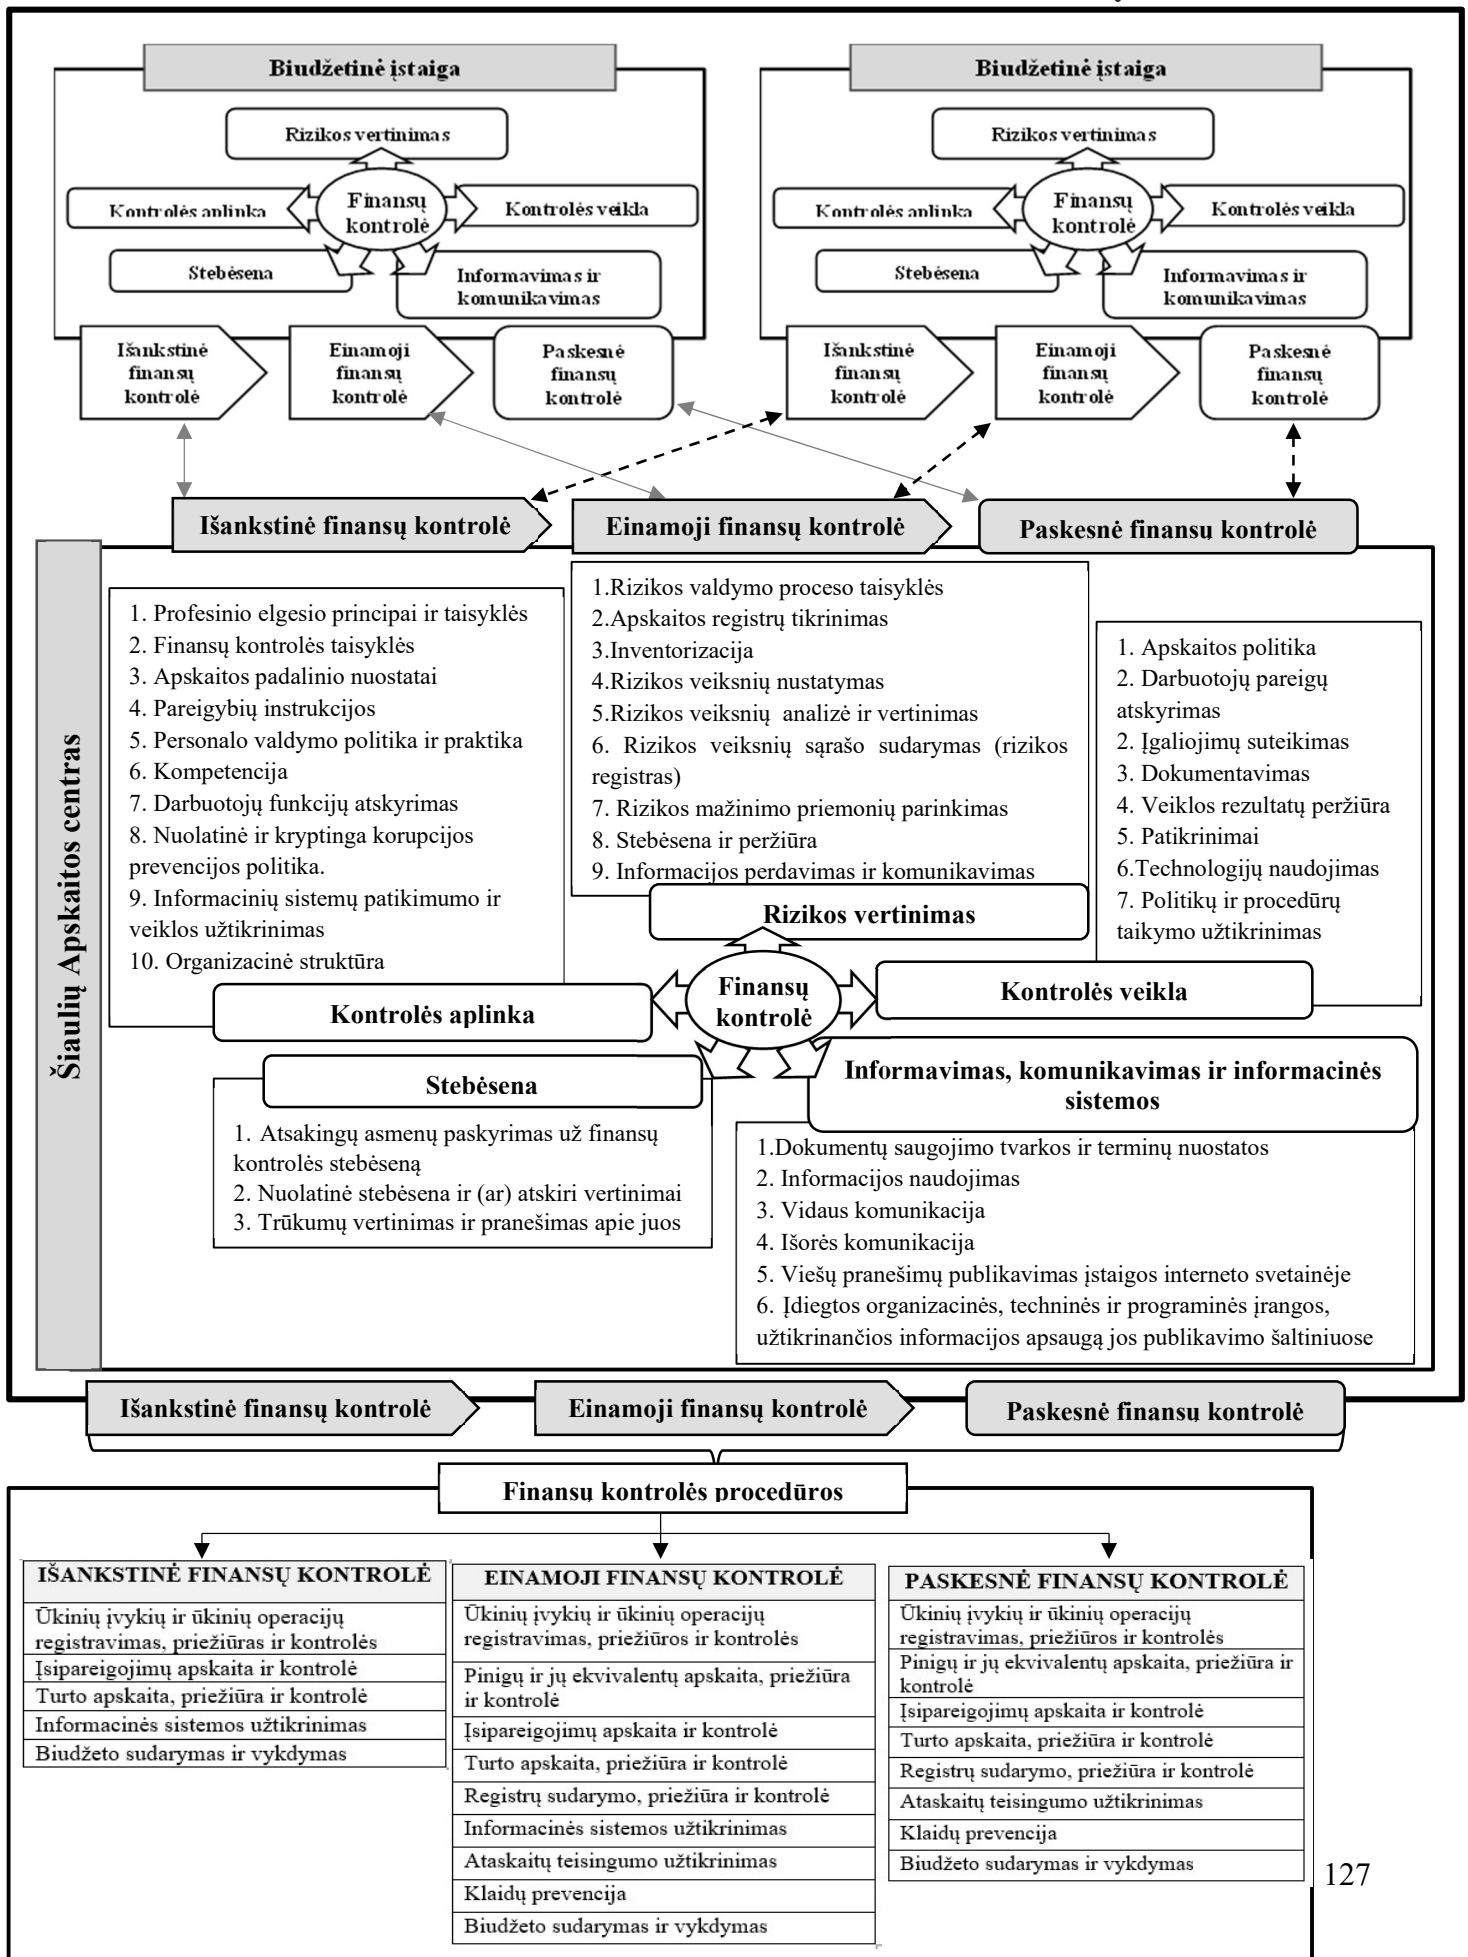 Biudžetinė įstaiga
Rizikos vertinimas
Kontrolės aplinka
Finansų
kontrolė
Kontrolės veikla
Stebėsena
Informavimas ir
komunikavimas
Išankstinė
finansų
kontrolė
Einamoji
finansų
kontrolė
Paskesnė
finansų
kontrolė
Biudžetinė įstaiga
Rizikos vertinimas
Kontrolės aplinka
Finansų
kontrolė
Kontrolės veikla
Stebėsena
Informavimas ir
komunikavimas
Išankstinė
finansų
kontrolė
Einamoji
finansų
kontrolė
Paskesnė
finansų
kontrolė
Išankstinė finansų kontrolė
Einamoji finansų kontrolė
Paskesnė finansų kontrolė
Šiaulių Apskaitos centras
1. Profesinio elgesio principai ir taisyklės
2. Finansų kontrolės taisyklės
3. Apskaitos padalinio nuostatai
4. Pareigybių instrukcijos
5. Personalo valdymo politika ir praktika
6. Kompetencija
7. Darbuotojų funkcijų atskyrimas
8. Nuolatinė ir kryptinga korupcijos
prevencijos politika.
9. Informacinių sistemų patikimumo ir
veiklos užtikrinimas
10. Organizacinė struktūra
Kontrolės aplinka
1.Rizikos valdymo proceso taisyklės
2.Apskaitos registrų tikrinimas
3.Inventorizacija
4.Rizikos veiksnių nustatymas
5.Rizikos veiksnių analizė ir vertinimas
6. Rizikos veiksnių sąrašo sudarymas (rizikos
registras)
7. Rizikos mažinimo priemonių parinkimas
8. Stebėsena ir peržiūra
9. Informacijos perdavimas ir komunikavimas
Rizikos vertinimas
1. Apskaitos politika
2. Darbuotojų pareigų
atskyrimas
2. Įgaliojimų suteikimas
3. Dokumentavimas
4. Veiklos rezultatų peržiūra
5. Patikrinimai
6.Technologijų naudojimas
7. Politikų ir procedūrų
taikymo užtikrinimas
Kontrolės veikla
Finansų
kontrolė
Stebėsena
1. Atsakingų asmenų paskyrimas už finansų
kontrolės stebėseną
2. Nuolatinė stebėsena ir (ar) atskiri vertinimai
3. Trūkumų vertinimas ir pranešimas apie juos
Informavimas, komunikavimas ir informacinės
sistemos
1.Dokumentų saugojimo tvarkos ir terminų nuostatos
2. Informacijos naudojimas
3. Vidaus komunikacija
4. Išorės komunikacija
5. Viešų pranešimų publikavimas įstaigos interneto svetainėje
6. Įdiegtos organizacinės, techninės ir programinės įrangos,
užtikrinančios informacijos apsaugą jos publikavimo šaltiniuose
Išankstinė finansų kontrolė
Einamoji finansų kontrolė
Paskesnė finansų kontrolė
Finansų kontrolės procedūros
IŠANKSTINĖ FINANSŲ KONTROLĖ
Ūkinių įvykių ir ūkinių operacijų
registravimas, priežiūras ir kontrolės
Įsipareigojimų apskaita ir kontrolė
Turto apskaita, priežiūra ir kontrolė
Informacinės sistemos užtikrinimas
Biudžeto sudarymas ir vykdymas
EINAMOJI FINANSŲ KONTROLĖ
Ūkinių įvykių ir ūkinių operacijų
registravimas, priežiūros ir kontrolės
Pinigų ir jų ekvivalentų apskaita, priežiūra
ir kontrolė
Įsipareigojimų apskaita ir kontrolė
Turto apskaita, priežiūra ir kontrolė
Registrų sudarymo, priežiūra ir kontrolė
Informacinės sistemos užtikrinimas
Ataskaitų teisingumo užtikrinimas
Klaidų prevencija
Biudžeto sudarymas ir vykdymas
PASKESNĖ FINANSŲ KONTROLĖ
Ūkinių įvykių ir ūkinių operacijų
registravimas, priežiūros ir kontrolės
Pinigų ir jų ekvivalentų apskaita, priežiūra ir
kontrolė
Įsipareigojimų apskaita ir kontrolė
Turto apskaita, priežiūra ir kontrolė
Registrų sudarymo, priežiūra ir kontrolė
Ataskaitų teisingumo užtikrinimas
Klaidų prevencija
Biudžeto sudarymas ir vykdymas
127